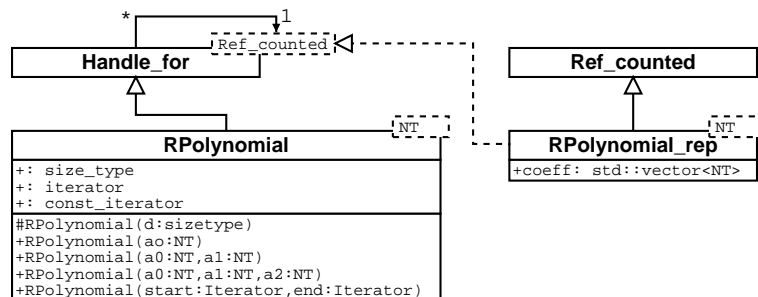 * 1
Ref_counted
Handle_for
Ref_counted
NT
RPolynomial
+: size_type
+: iterator
+: const_iterator
#RPolynomial(d:sizetype)
+RPolynomial(ao:NT)
+RPolynomial(a0:NT,a1:NT)
+RPolynomial(a0:NT,a1:NT,a2:NT)
+RPolynomial(start:Iterator,end:Iterator)
NT
RPolynomial_rep
+coeff: std::vector<NT>